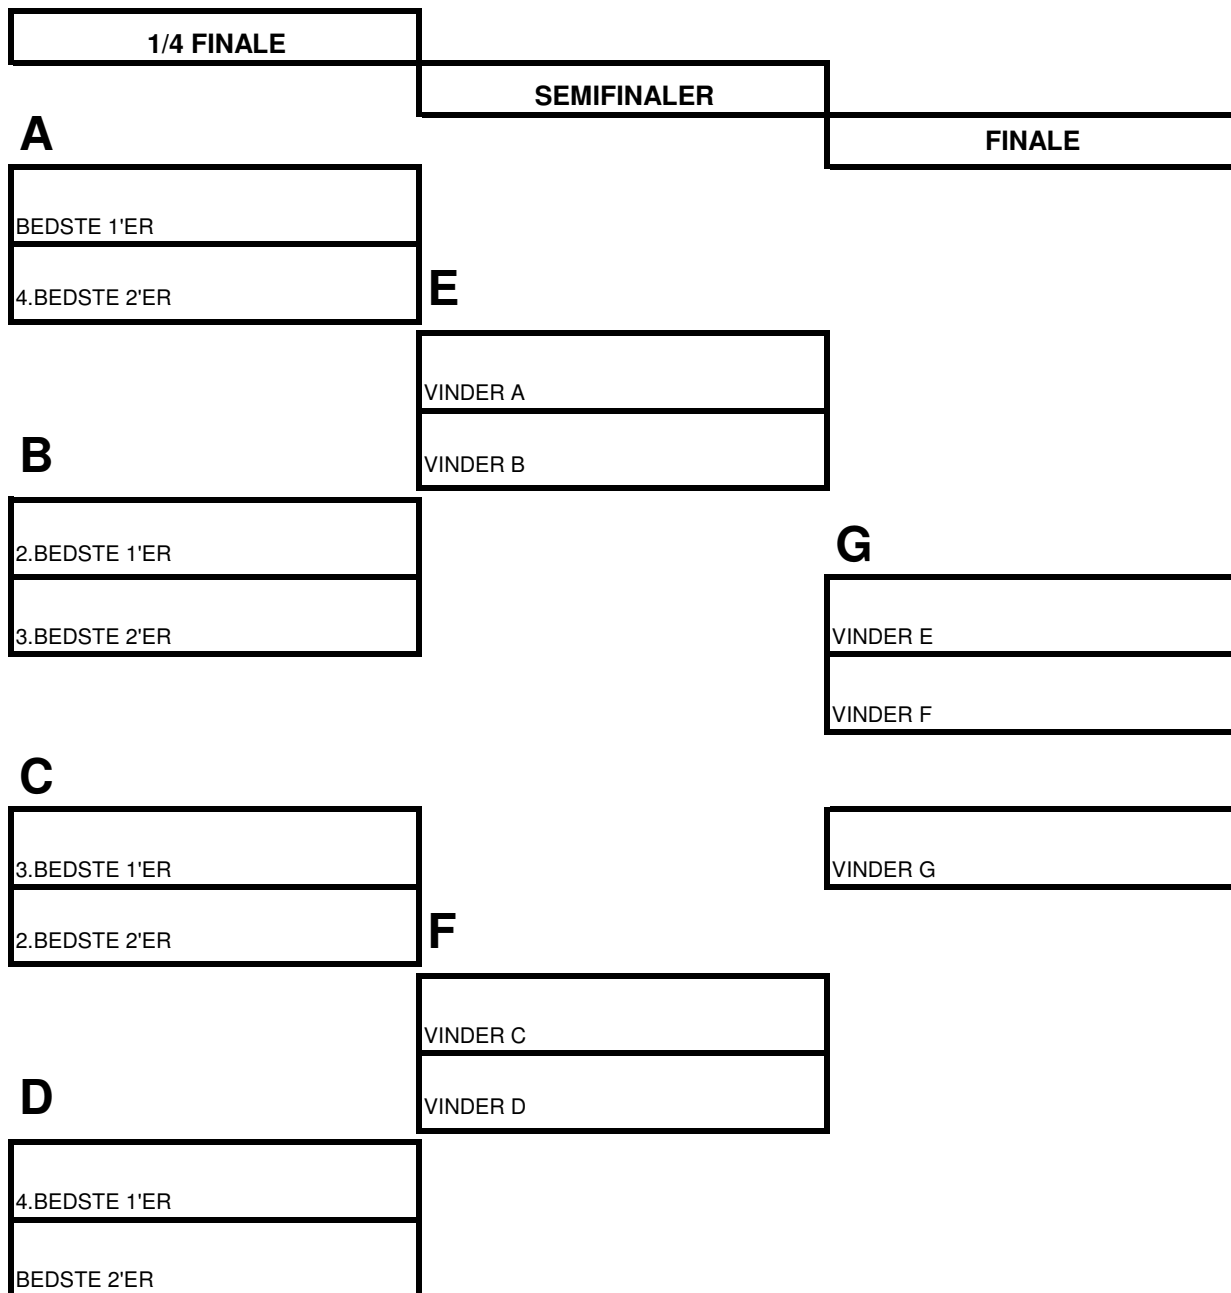 1/4 FINALE
SEMIFINALER
FINALE
A
BEDSTE 1'ER
4.BEDSTE 2'ER
E
VINDER A
VINDER B
B
2.BEDSTE 1'ER
3.BEDSTE 2'ER
G
VINDER E
VINDER F
C
3.BEDSTE 1'ER
2.BEDSTE 2'ER
VINDER G
F
VINDER C
VINDER D
D
4.BEDSTE 1'ER
BEDSTE 2'ER